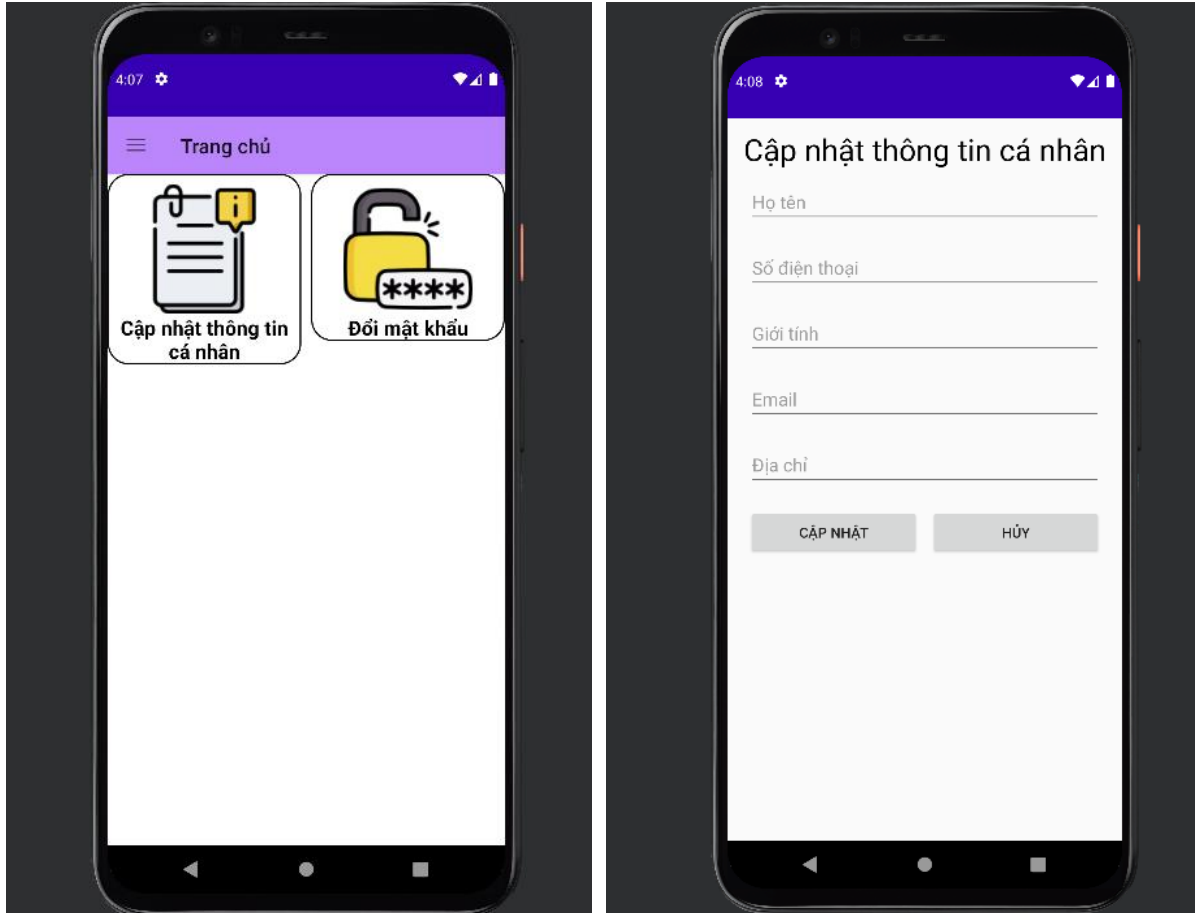 4:07
Trang chủ
Cập nhật thông tin
cá nhân
****
Đổi mật khẩu
4:08
Cập nhật thông tin cá nhân
Họ tên
Số điện thoại
Giới tính
Email
Địa chỉ
CẬP NHẬT
HỦY